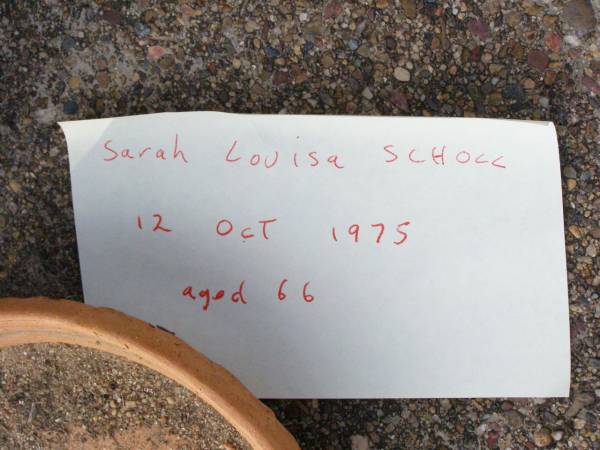 Sarah Louisa SCHOLL
12 OCT 1975
aged 66